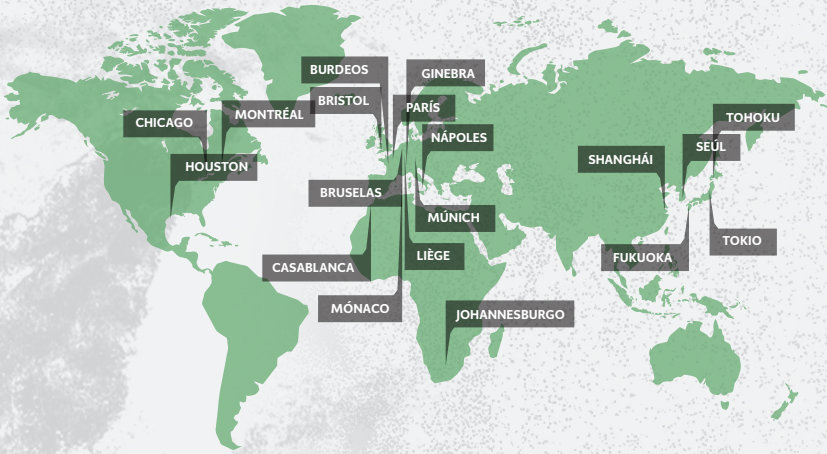 BURDEOS
GINEBRA
BRISTOL
PARÍS
CHICAGO
MONTRÉAL
TOHOKU
NÁPOLES
SEÚL
SHANGHÁI
HOUSTON
BRUSELAS
MÚNICH
TOKIO
LIÈGE
FUKUOKA
CASABLANCA
MÓNACO
JOHANNESBURGO